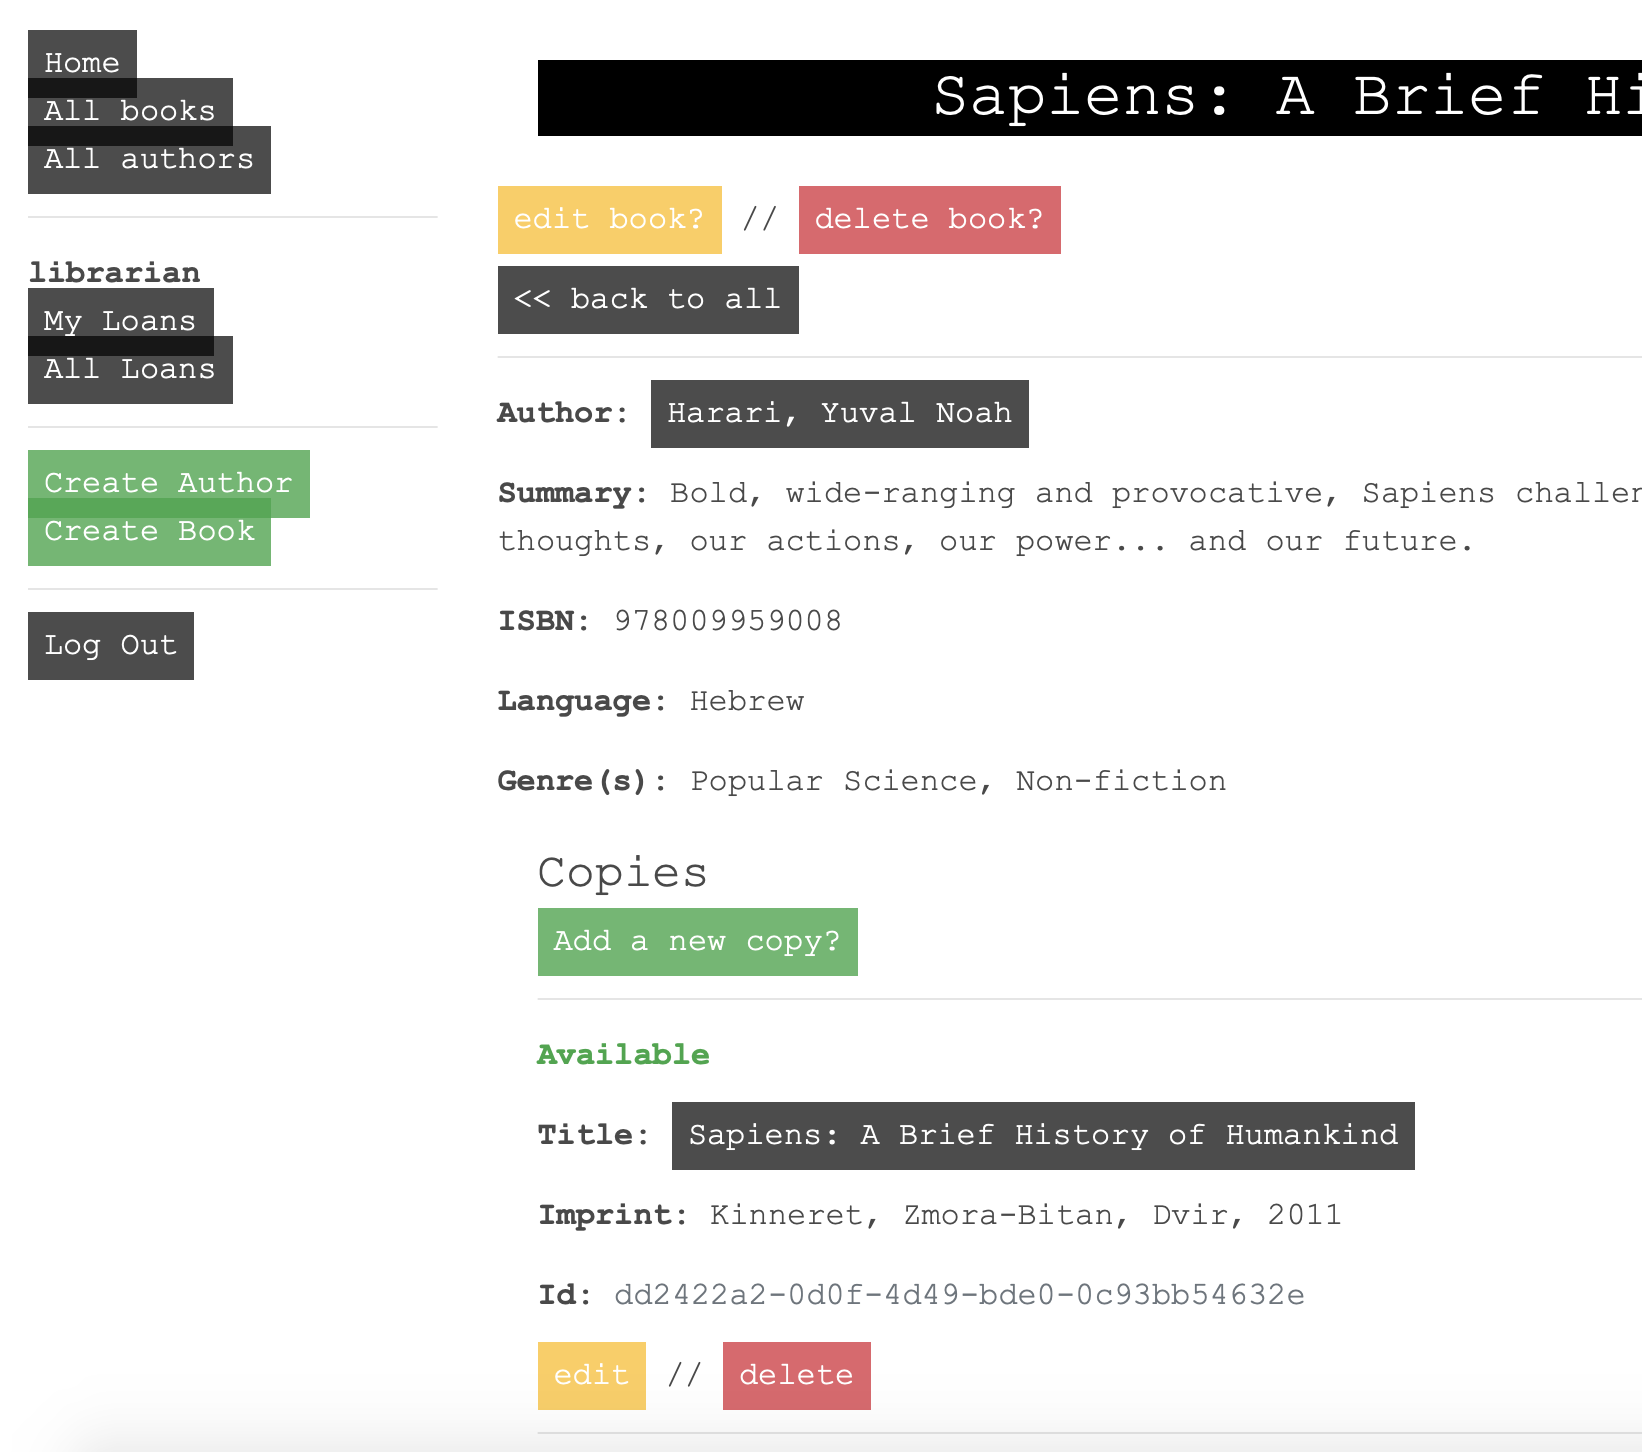 Home
All books
All authors
librarian
My Loans
All Loans
Create Author
Create Book
Log Out
Sapiens: A Brief Hi
edit book? // delete book?
<< back to all
Author: Harari, Yuval Noah
Summary: Bold, wide-ranging and provocative, Sapiens challen
thoughts, our actions, our power... and our future.
ISBN: 978009959008
Language: Hebrew
Genre(s): Popular Science, Non-fiction
Copies
Add a new copy?
Available
Title: Sapiens: A Brief History of Humankind
Imprint: Kinneret, Zmora-Bitan, Dvir, 2011
Id: dd2422a2-0d0f-4d49-bde0-0c93bb54632e
edit // delete